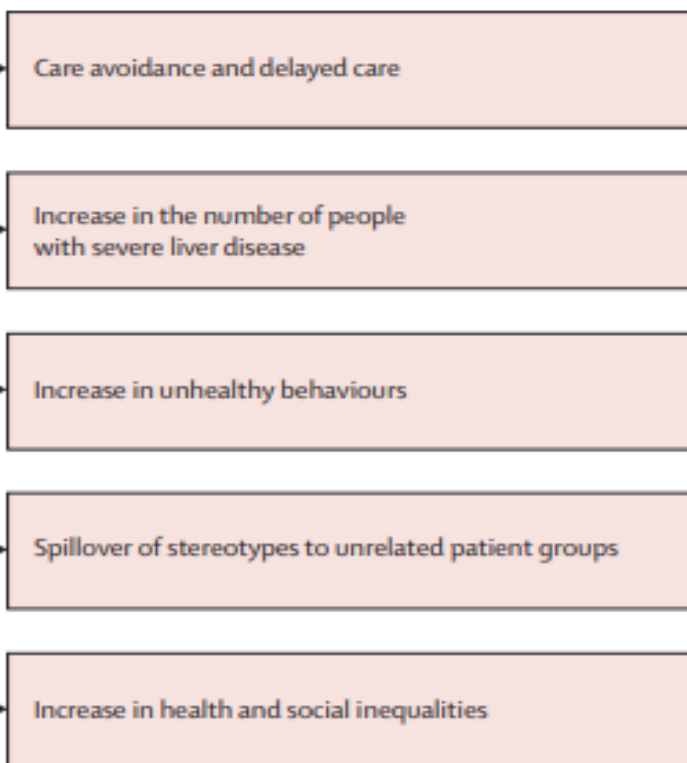 Care avoidance and delayed care
Increase in the number of people
with severe liver disease
Increase in unhealthy behaviours
Spillover of stereotypes to unrelated patient groups
Increase in health and social inequalities